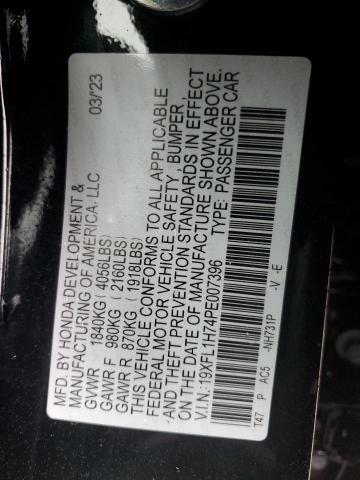 MFD. BY HONDA DEVELOPMENT &
MANUFACTURING OF AMERICA, LLC 03/'23
GVWR 1840KG (4056LBS)
GAWR F 980KG (2160LBS)
GAWR R 870KG (1918LBS)
THIS VEHICLE CONFORMS TO ALL APPLICABLE
FEDERAL MOTOR VEHICLE SAFETY, BUMPER,
AND THEFT PREVENTION STANDARDS IN EFFECT
ON THE DATE OF MANUFACTURE SHOWN ABOVE.
V.I.N.:19XFL1H74PE007396 TYPE: PASSENGER CAR
T47 P AC5 -NH731P -V -E